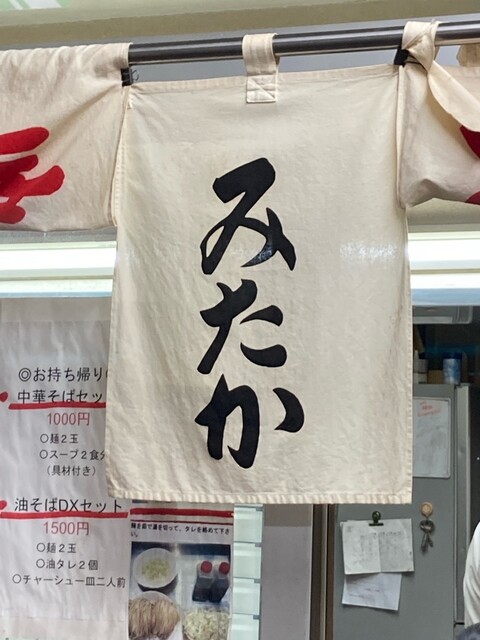 みたか
◎お持ち帰り
中華そばセッ
1000円
○麺２玉
○スープ２食
（具材付き）
油そばDXセット
1500円
○麺２玉
○油タレ２個
○チャーシュー皿二人前